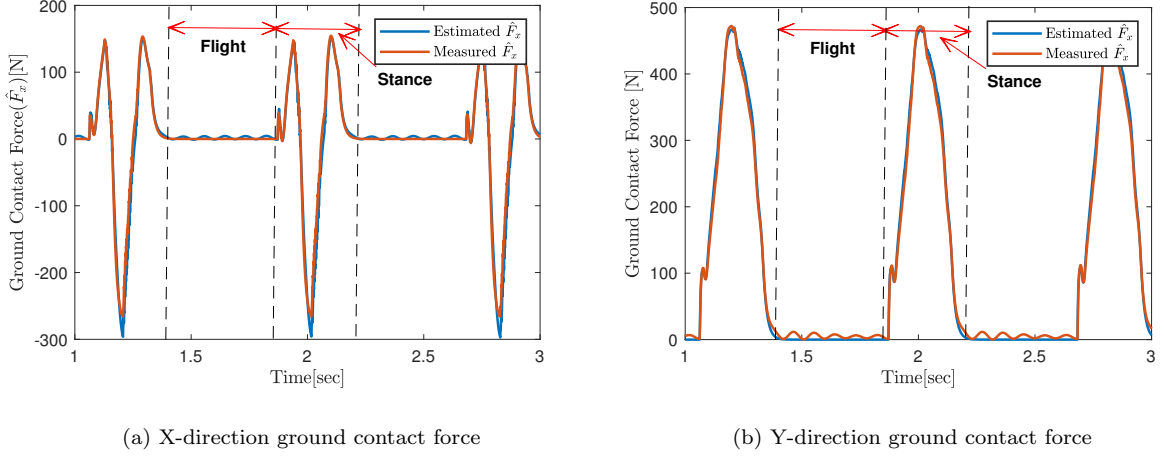 200
100
0
-100
-200
-300
Ground Contact Force(F̂ₓ)[N]
1
1.5
2
2.5
3
Time[sec]
Flight
Stance
Estimated F̂ₓ
Measured F̂ₓ
(a) X-direction ground contact force
500
400
300
200
100
0
Ground Contact Force [N]
1
1.5
2
2.5
3
Time[sec]
Flight
Stance
Estimated F̂ₓ
Measured F̂ₓ
(b) Y-direction ground contact force